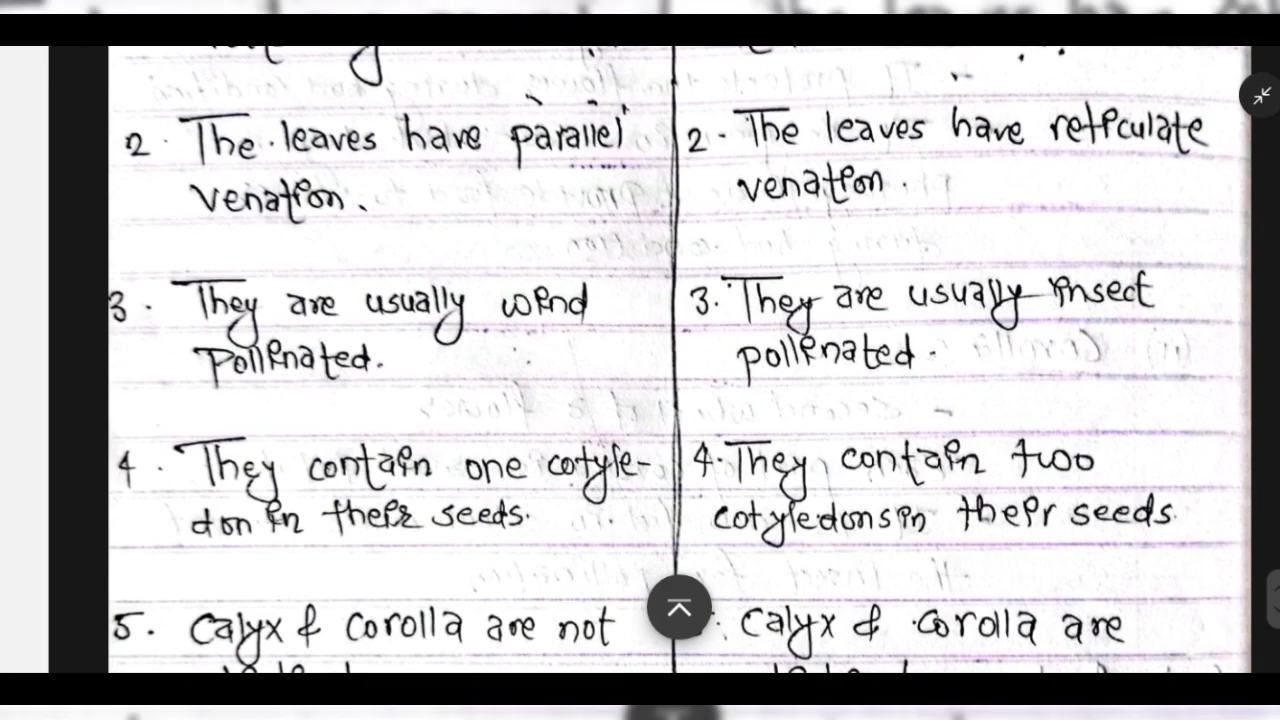 2. The leaves have parallel
venation.
3. They are usually wind
pollinated.
4. They contain one cotyle-
don in their seeds.
5. Calyx & corolla are not
2. The leaves have reticulate
venation.
3. They are usually insect
pollinated.
4. They contain two
cotyledons in their seeds
Calyx & corolla are